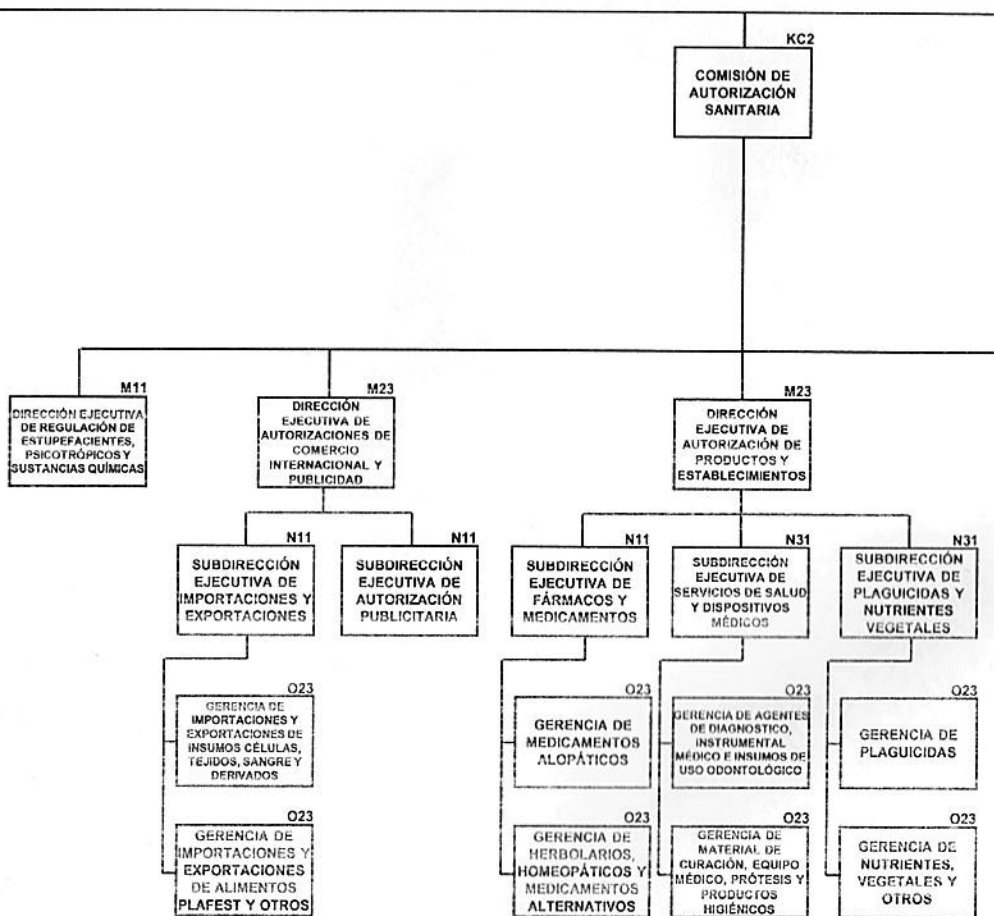 KC2
COMISIÓN DE
AUTORIZACIÓN
SANITARIA
M11
DIRECCIÓN EJECUTIVA
DE REGULACIÓN DE
ESTUPEFACIENTES,
PSICOTRÓPICOS Y
SUSTANCIAS QUÍMICAS
M23
DIRECCIÓN
EJECUTIVA DE
AUTORIZACIONES DE
COMERCIO
INTERNACIONAL Y
PUBLICIDAD
M23
DIRECCIÓN
EJECUTIVA DE
AUTORIZACIÓN DE
PRODUCTOS Y
ESTABLECIMIENTOS
N11
SUBDIRECCIÓN
EJECUTIVA DE
IMPORTACIONES Y
EXPORTACIONES
N11
SUBDIRECCIÓN
EJECUTIVA DE
AUTORIZACIÓN
PUBLICITARIA
N11
SUBDIRECCIÓN
EJECUTIVA DE
FÁRMACOS Y
MEDICAMENTOS
N31
SUBDIRECCIÓN
EJECUTIVA DE
SERVICIOS DE SALUD
Y DISPOSITIVOS
MÉDICOS
N31
SUBDIRECCIÓN
EJECUTIVA DE
PLAGUICIDAS Y
NUTRIENTES
VEGETALES
O23
GERENCIA DE
IMPORTACIONES Y
EXPORTACIONES DE
INSUMOS CÉLULAS,
TEJIDOS, SANGRE Y
DERIVADOS
O23
GERENCIA DE
MEDICAMENTOS
ALOPÁTICOS
O23
GERENCIA DE AGENTES
DE DIAGNOSTICO,
INSTRUMENTAL
MÉDICO E INSUMOS DE
USO ODONTOLÓGICO
O23
GERENCIA DE
PLAGUICIDAS
O23
GERENCIA DE
IMPORTACIONES Y
EXPORTACIONES
DE ALIMENTOS
PLAFEST Y OTROS
O23
GERENCIA DE
HERBOLARIOS,
HOMEOPÁTICOS Y
MEDICAMENTOS
ALTERNATIVOS
O23
GERENCIA DE
MATERIAL DE
CURACIÓN, EQUIPO
MÉDICO, PRÓTESIS Y
PRODUCTOS
HIGIÉNICOS
O23
GERENCIA DE
NUTRIENTES,
VEGETALES Y
OTROS